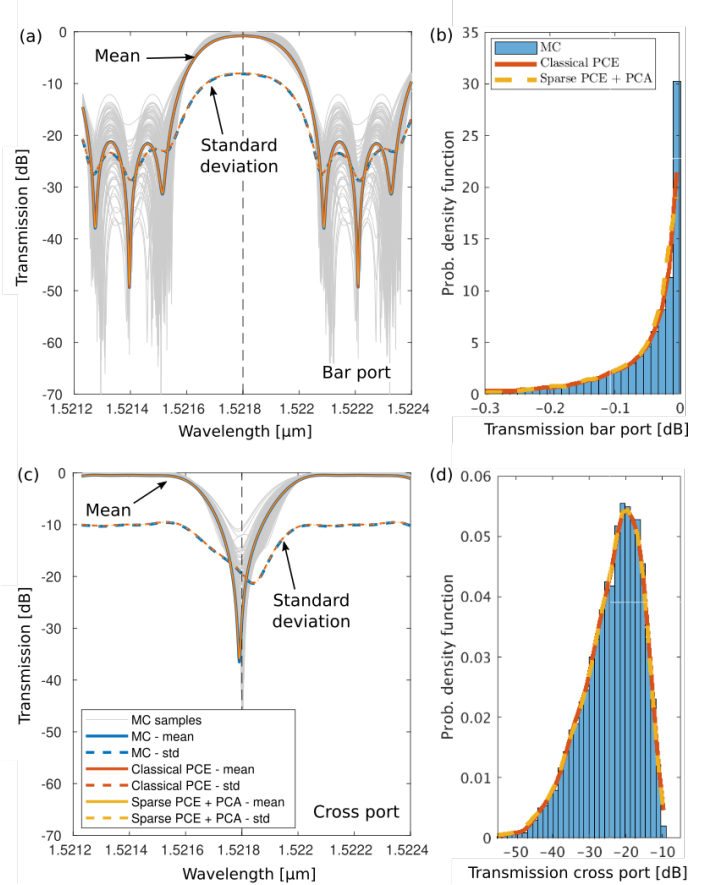 (a)
0
-10
-20
-30
-40
-50
-60
-70
Transmission [dB]
Mean
Standard
deviation
Bar port
1.5212 1.5214 1.5216 1.5218 1.522 1.5222 1.5224
Wavelength [μm]
(b)
35
30
25
20
15
10
5
0
Prob. density function
MC
Classical PCE
Sparse PCE + PCA
−0.3 −0.2 −0.1 0
Transmission bar port [dB]
(c)
0
-10
-20
-30
-40
-50
-60
-70
Transmission [dB]
Mean
Standard
deviation
MC samples
MC - mean
MC - std
Classical PCE - mean
Classical PCE - std
Sparse PCE + PCA - mean
Sparse PCE + PCA - std
Cross port
1.5212 1.5214 1.5216 1.5218 1.522 1.5222 1.5224
Wavelength [μm]
(d)
0.06
0.05
0.04
0.03
0.02
0.01
0
Prob. density function
−50 −40 −30 −20 −10
Transmission cross port [dB]